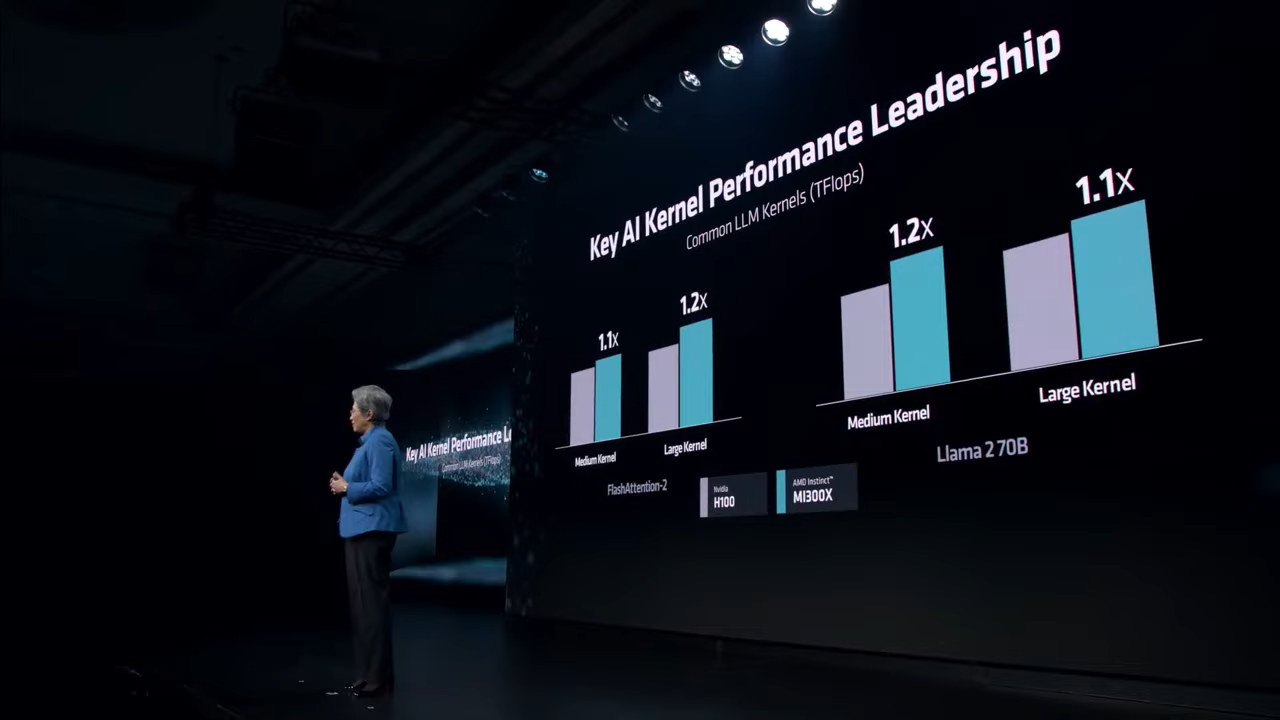 Key AI Kernel Performance Leadership
Common LLM Kernels (TFlops)
1.1x
1.2x
1.2x
1.1x
Medium Kernel
Large Kernel
Medium Kernel
Large Kernel
FlashAttention-2
Llama 2 70B
Nvidia
H100
AMD Instinct™
MI300X
Key AI Kernel Performance L
Common LLM Kernels (TFlops)